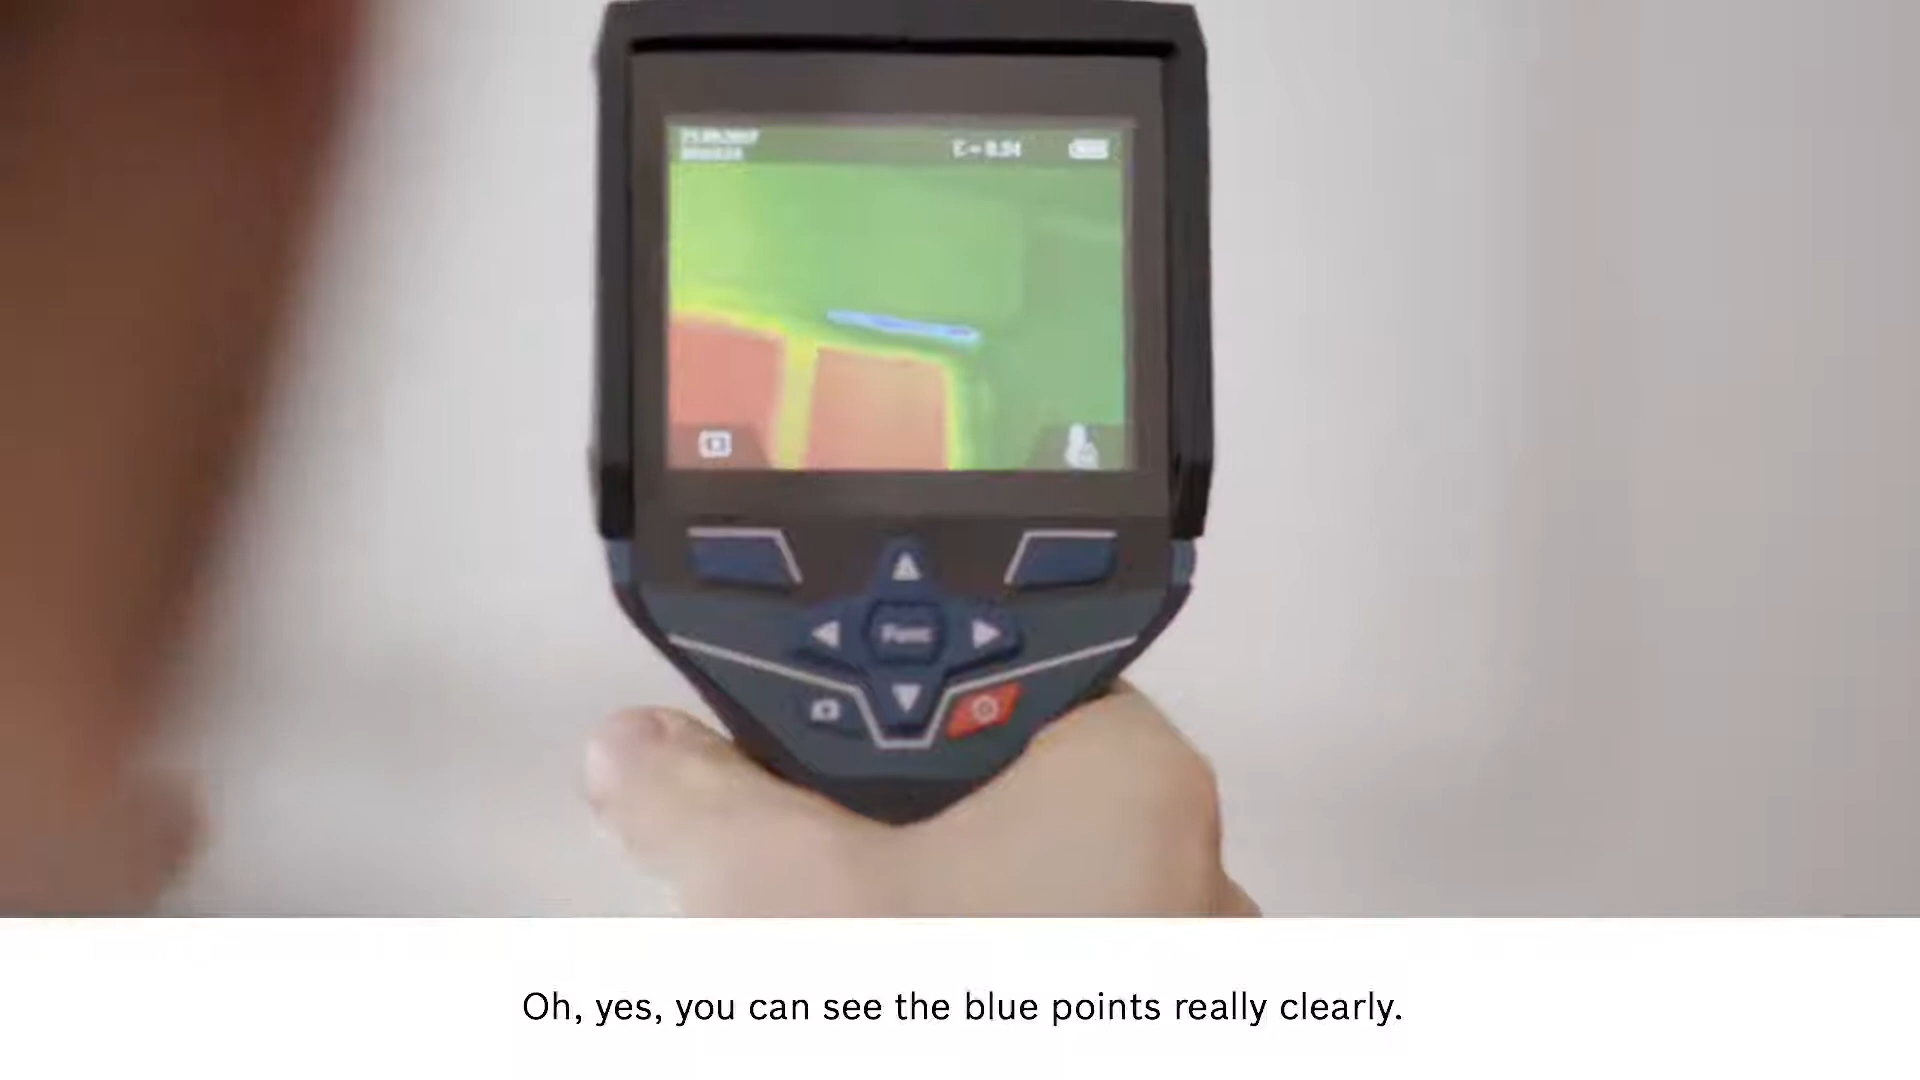 Func
Oh, yes, you can see the blue points really clearly.